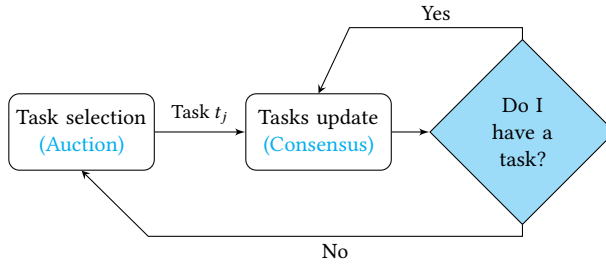 Yes
Task selection
(Auction)
Task t_j
Tasks update
(Consensus)
Do I
have a
task?
No